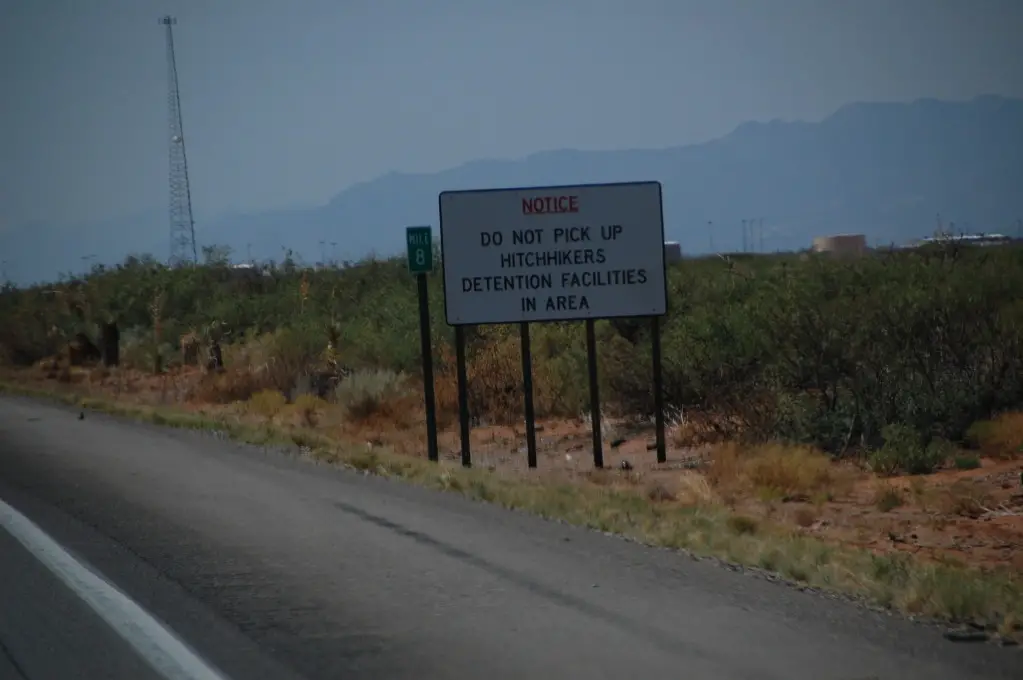 MILE
8
NOTICE
DO NOT PICK UP
HITCHHIKERS
DETENTION FACILITIES
IN AREA